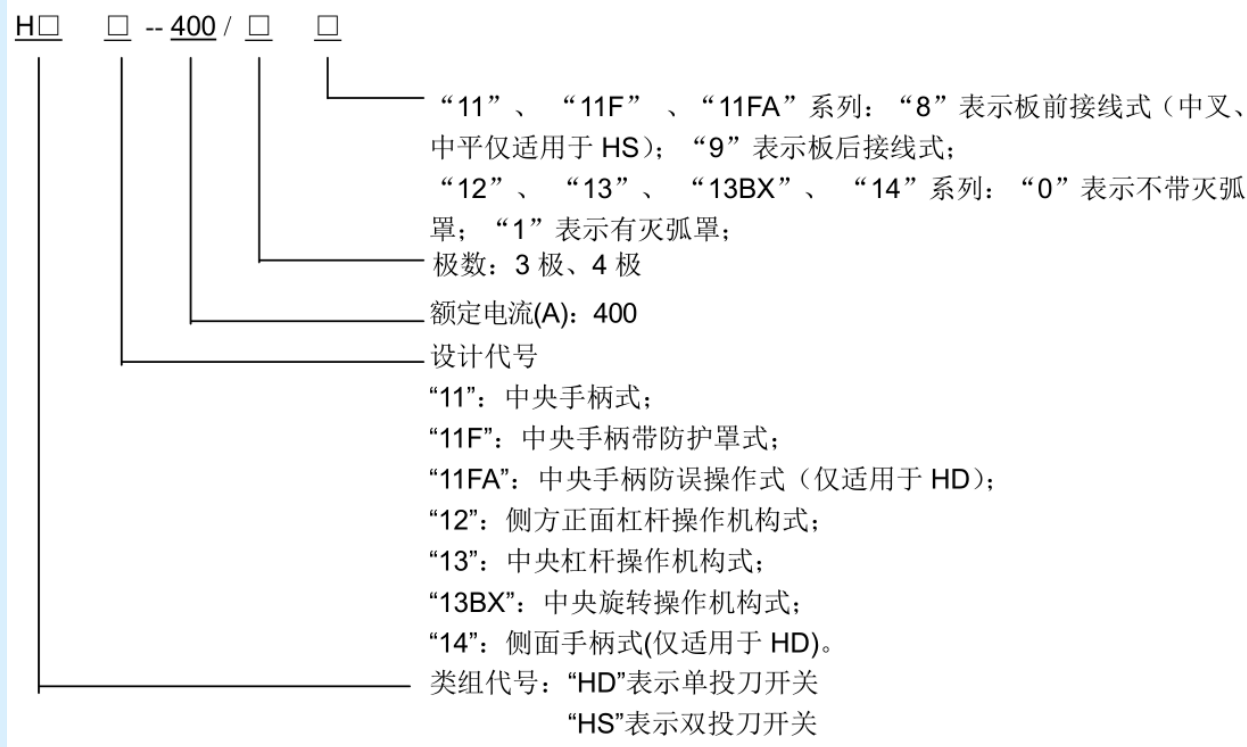 H□ □ -- 400 / □ □
“11”、 “11F” 、“11FA”系列：“8”表示板前接线式（中叉、
中平仅适用于 HS）；“9”表示板后接线式；
“12”、 “13”、 “13BX”、 “14”系列：“0”表示不带灭弧
罩；“1”表示有灭弧罩；
极数：3 极、4 极
额定电流(A)：400
设计代号
“11”：中央手柄式；
“11F”：中央手柄带防护罩式；
“11FA”：中央手柄防误操作式（仅适用于 HD）；
“12”：侧方正面杠杆操作机构式；
“13”：中央杠杆操作机构式；
“13BX”：中央旋转操作机构式；
“14”：侧面手柄式(仅适用于 HD)。
类组代号：“HD”表示单投刀开关
“HS”表示双投刀开关